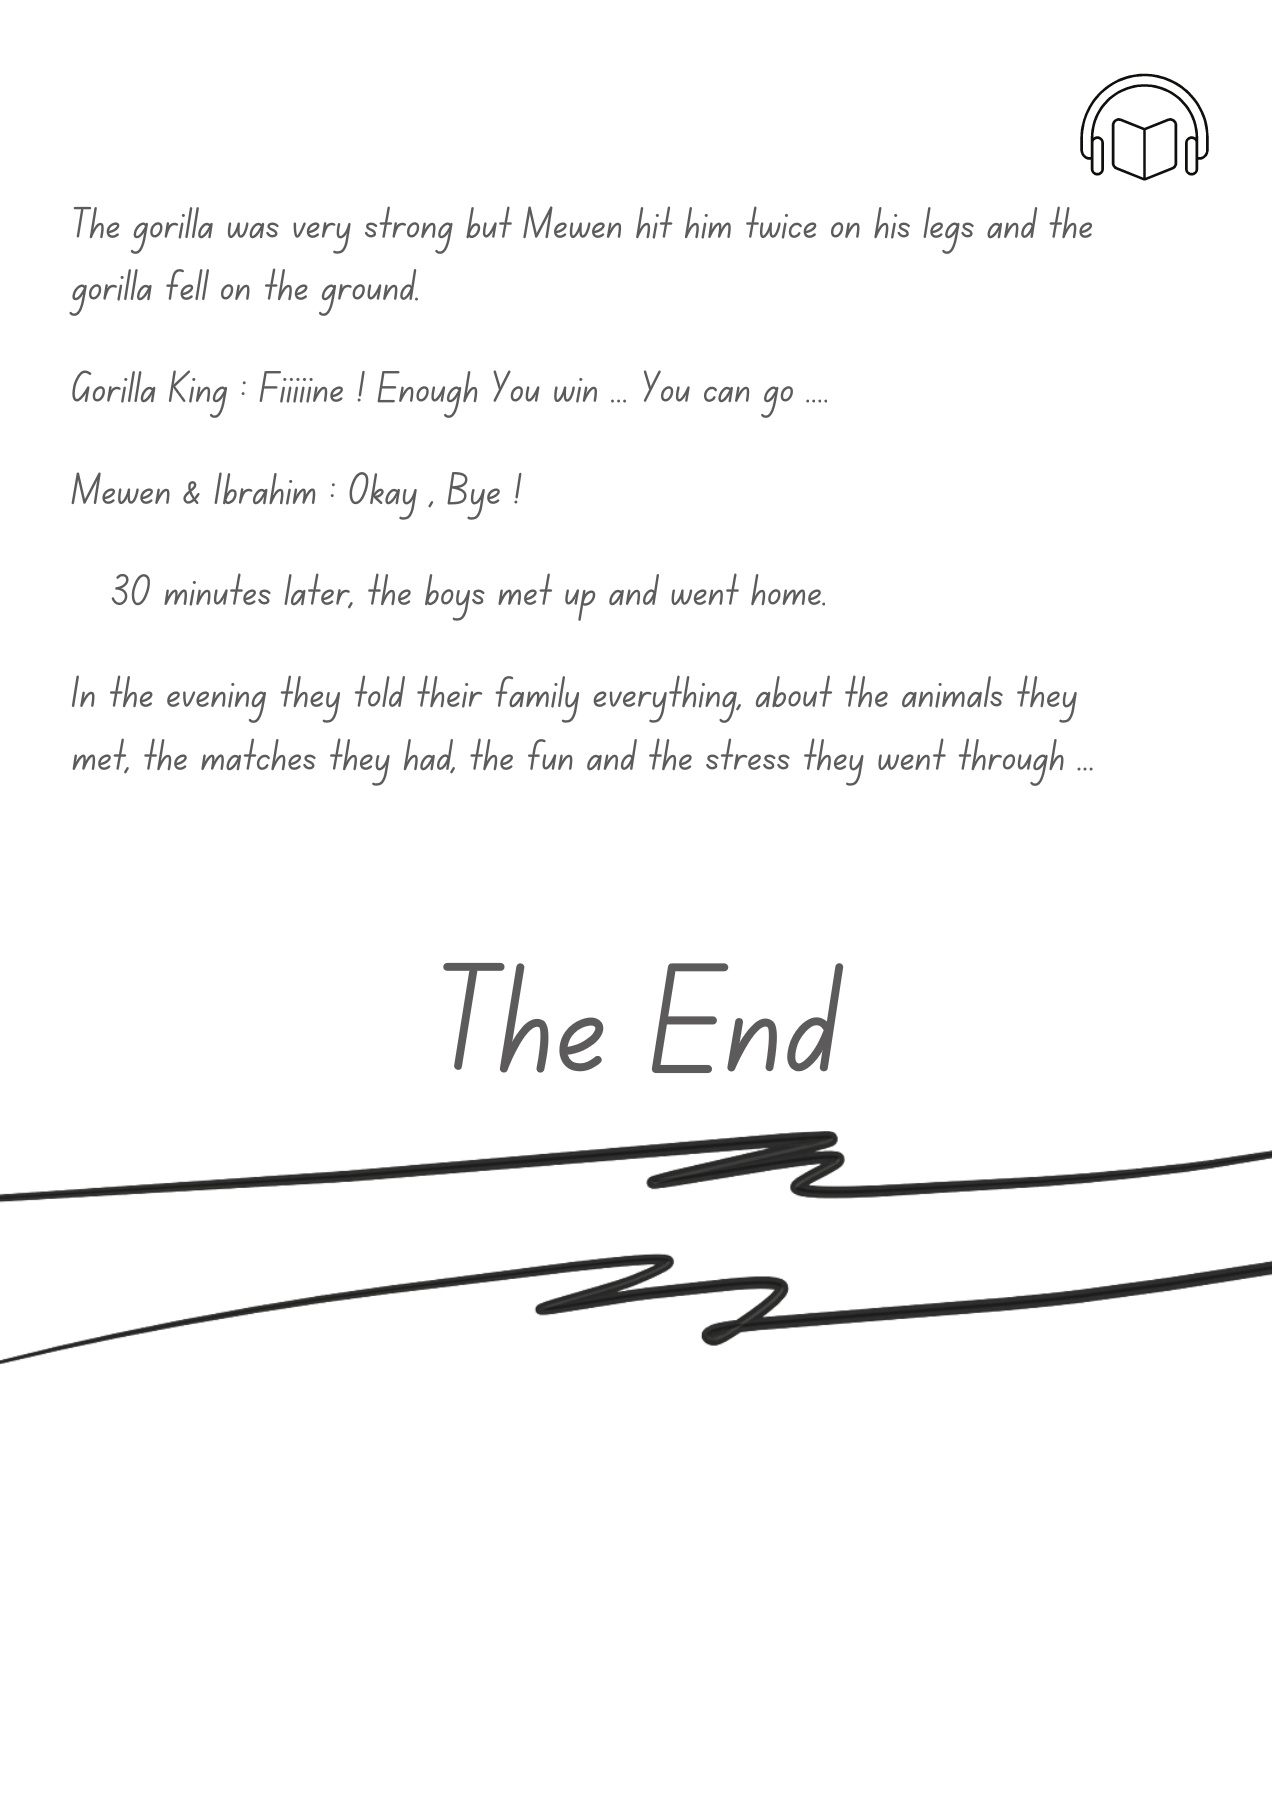 The gorilla was very strong but Mewen hit him twice on his legs and the
gorilla fell on the ground.
Gorilla King : Fiiiiine ! Enough You win ... You can go ....
Mewen & Ibrahim : Okay , Bye !
30 minutes later, the boys met up and went home.
In the evening they told their family everything, about the animals they
met, the matches they had, the fun and the stress they went through ...
The End